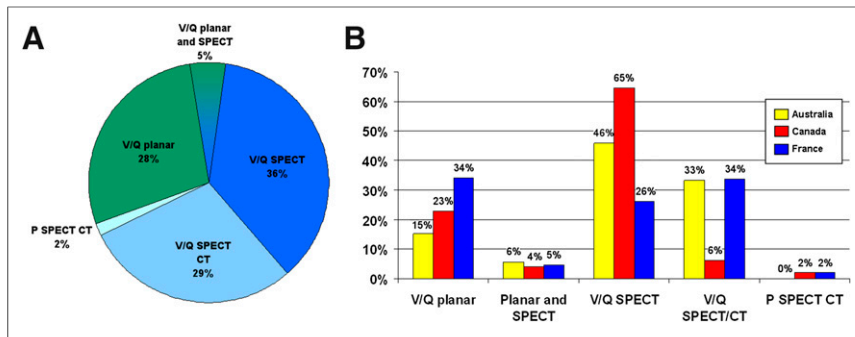 A
V/Q planar
and SPECT
5%
V/Q SPECT
36%
V/Q SPECT
CT
29%
P SPECT CT
2%
V/Q planar
28%
B
70%
60%
50%
40%
30%
20%
10%
0%
15%
23%
34%
6%
4%
5%
46%
65%
26%
33%
6%
34%
0%
2%
2%
V/Q planar
Planar and
SPECT
V/Q SPECT
V/Q
SPECT/CT
P SPECT CT
Australia
Canada
France